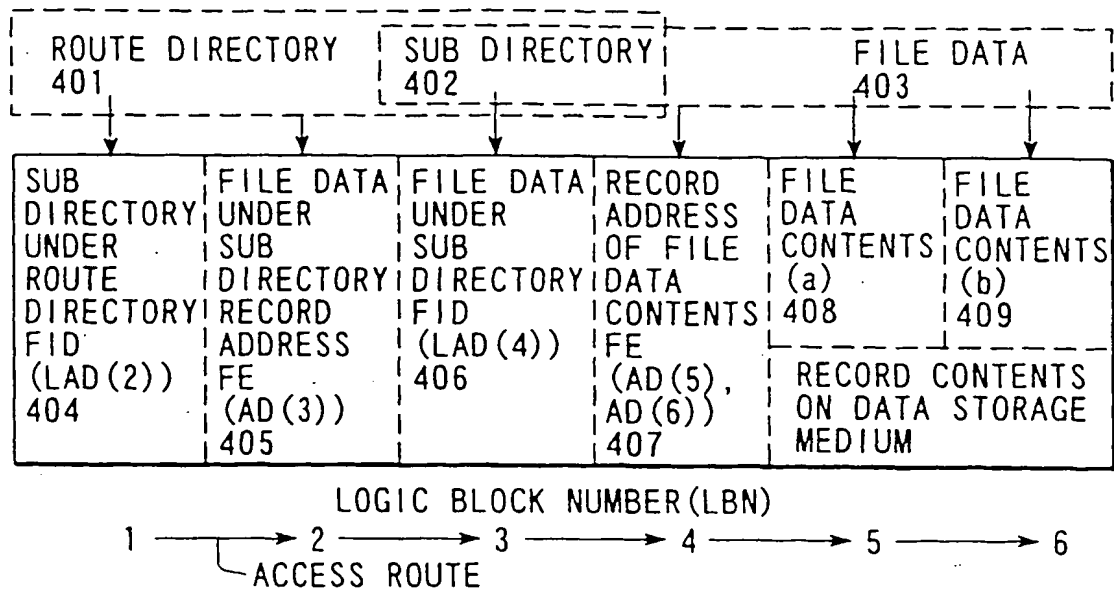 ROUTE DIRECTORY
401
SUB DIRECTORY
402
FILE DATA
403
SUB
DIRECTORY
UNDER
ROUTE
DIRECTORY
FID
(LAD(2))
404
FILE DATA
UNDER
SUB
DIRECTORY
RECORD
ADDRESS
FE
(AD(3))
405
FILE DATA
UNDER
SUB
DIRECTORY
FID
(LAD(4))
406
RECORD
ADDRESS
OF FILE
DATA
CONTENTS
FE
(AD(5),
AD(6))
407
FILE
DATA
CONTENTS
(a)
408
FILE
DATA
CONTENTS
(b)
409
RECORD CONTENTS
ON DATA STORAGE
MEDIUM
LOGIC BLOCK NUMBER(LBN)
1 2 3 4 5 6
ACCESS ROUTE